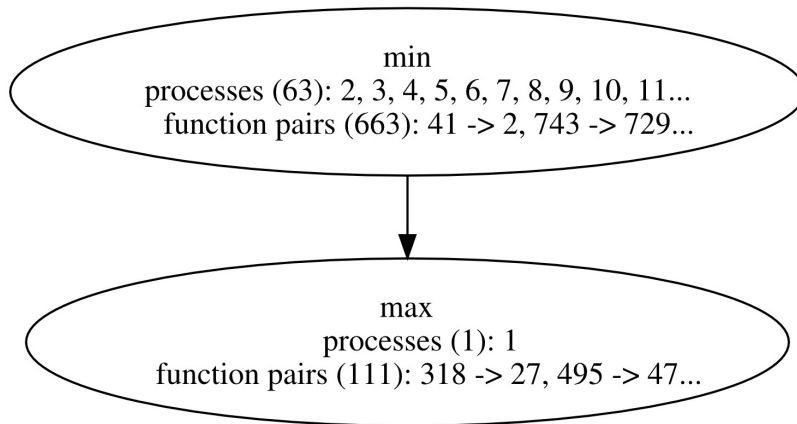 min
processes (63): 2, 3, 4, 5, 6, 7, 8, 9, 10, 11...
function pairs (663): 41 -> 2, 743 -> 729...
max
processes (1): 1
function pairs (111): 318 -> 27, 495 -> 47...